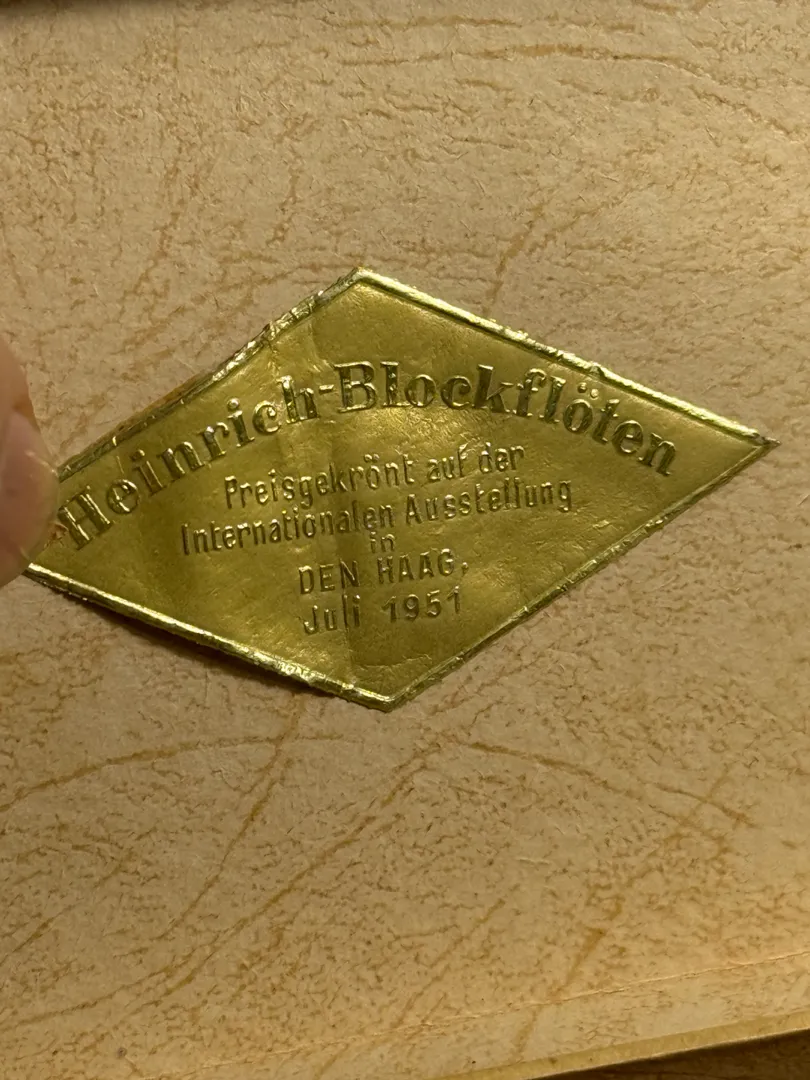 Heinrich-Blockflöten
Preisgekrönt auf der
Internationalen Ausstellung
in
DEN HAAG,
Juli 1951